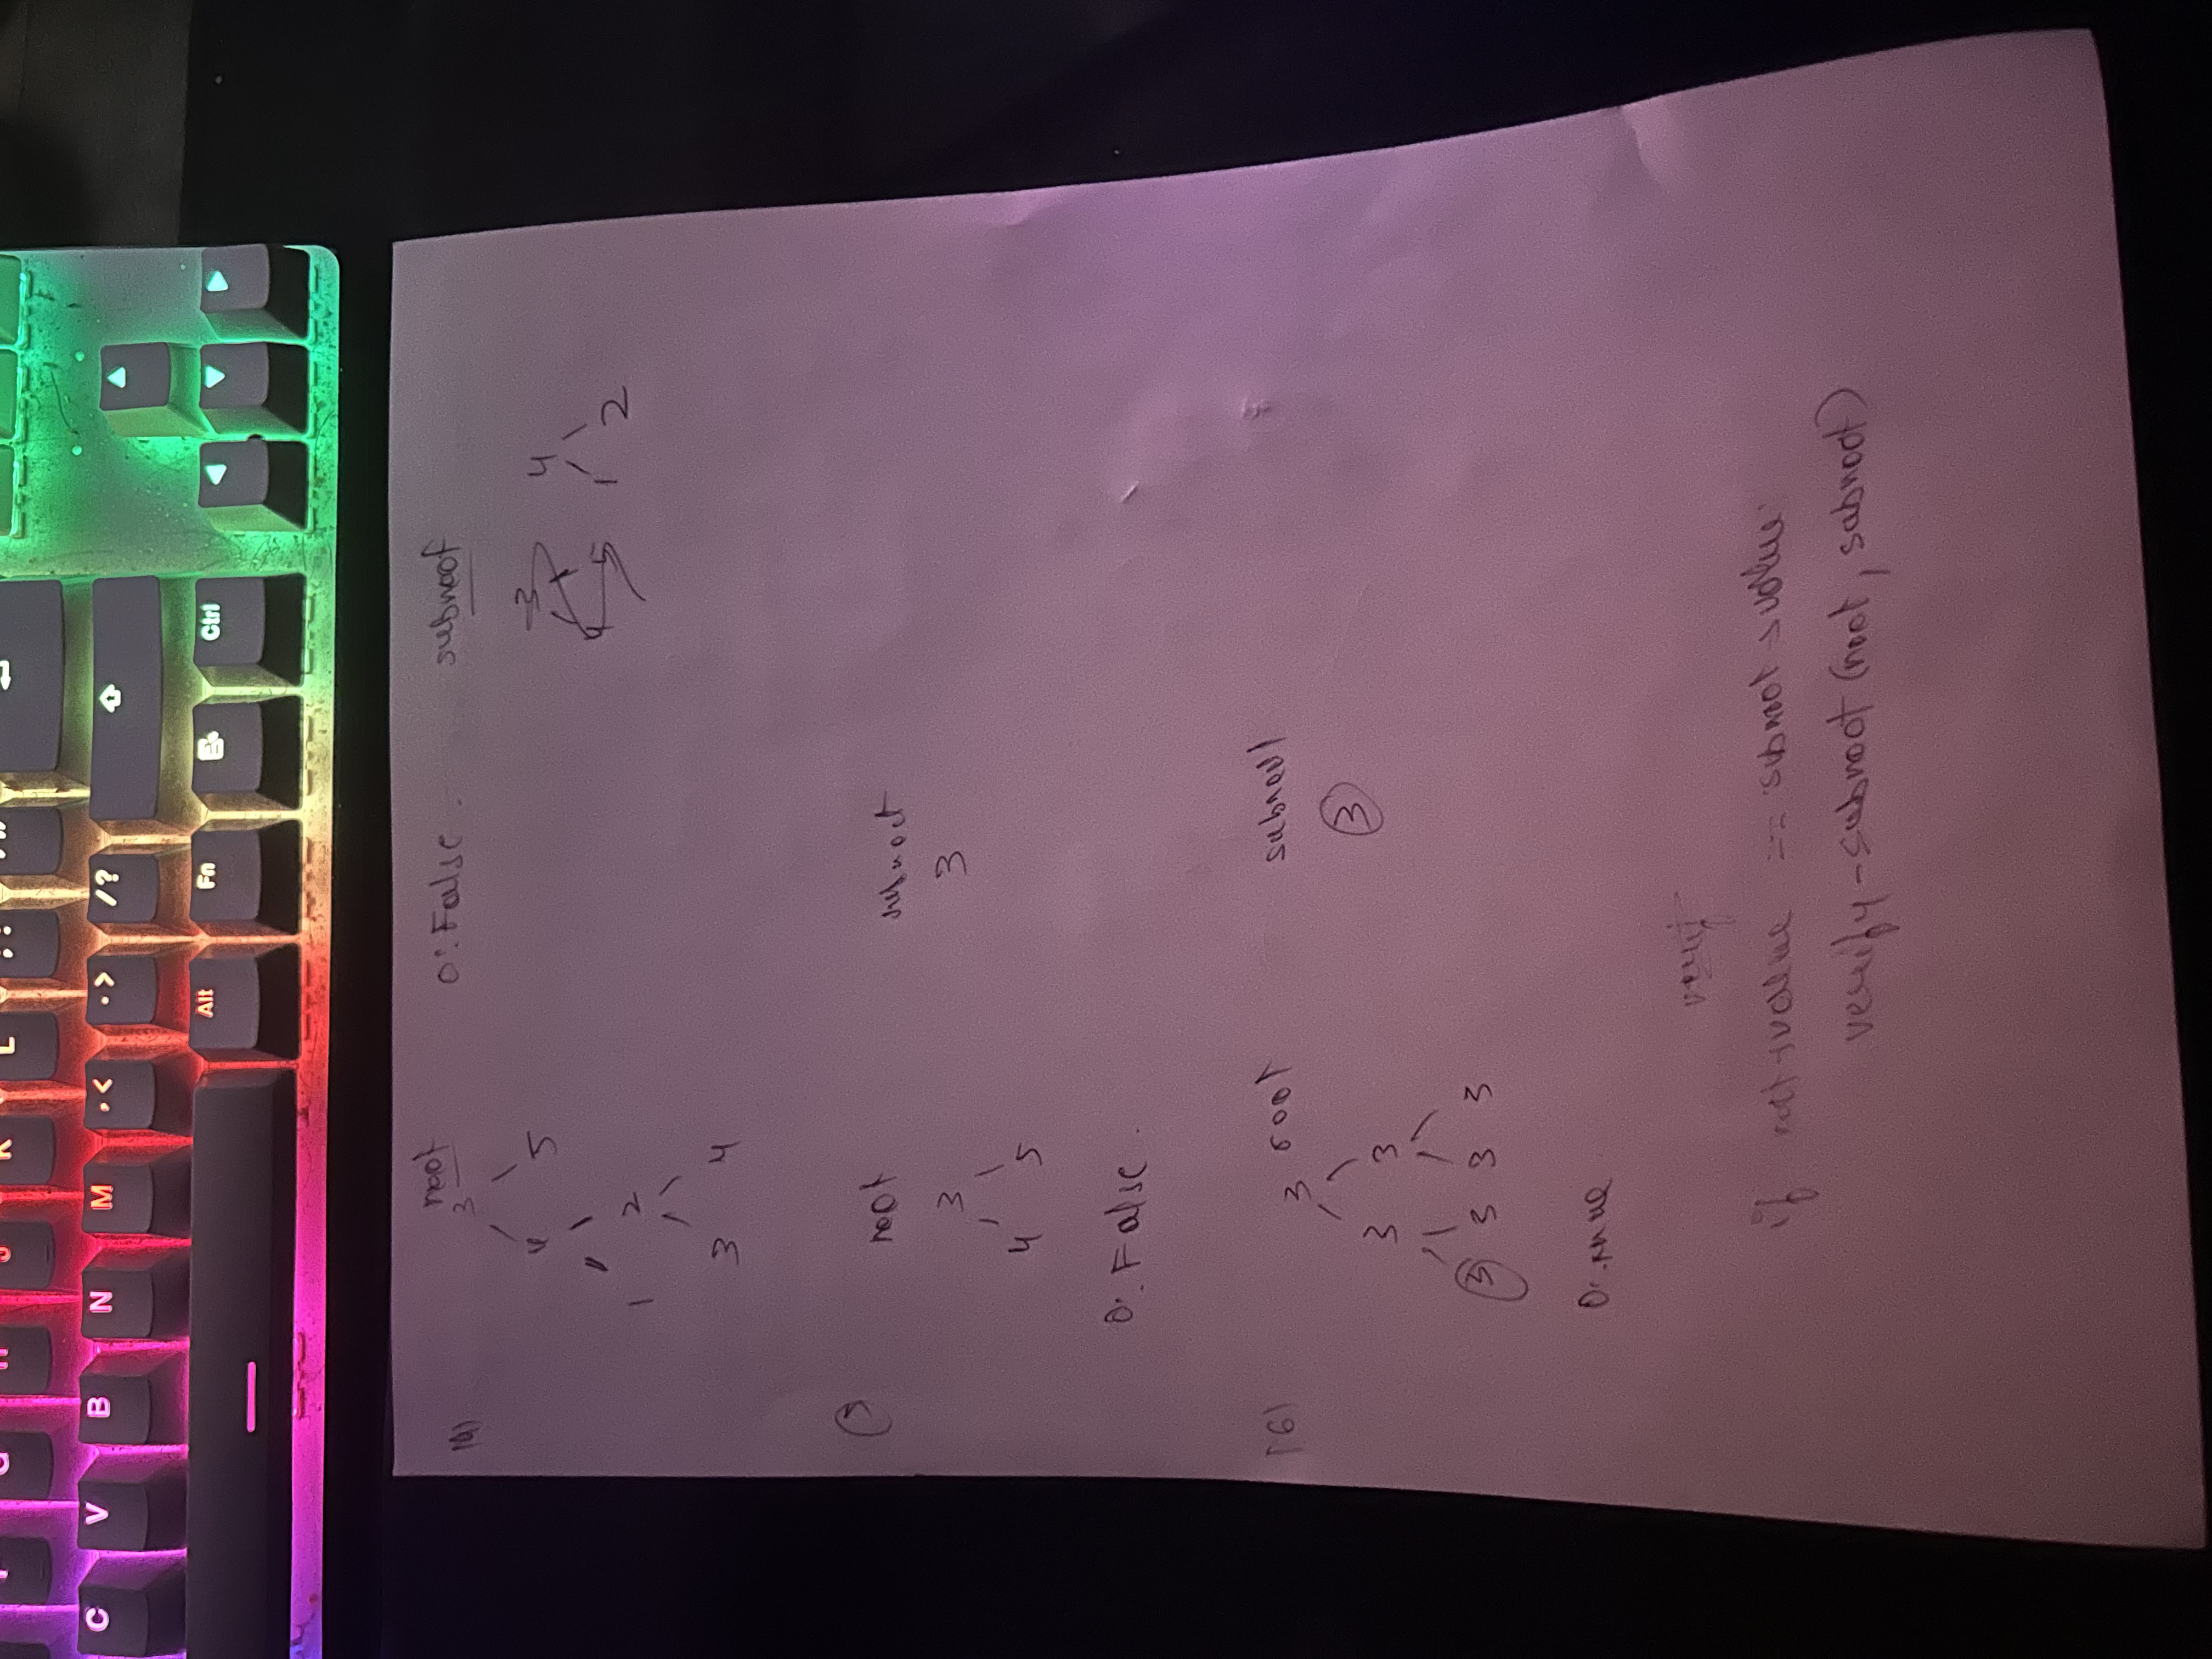 C V B N M , < . > / ?
Alt Fn Ctrl
(4) root O: False. subroot
3
3 4
4 5
4 5 1 2
1 2
3 4
(5)
root subroot
3 3
4 5
O: False.
(6) 3 root subroot
3
3 3
3 3 3 3
O: true
verify
if root→value == subroot→value:
verify-subroot (root, subroot)